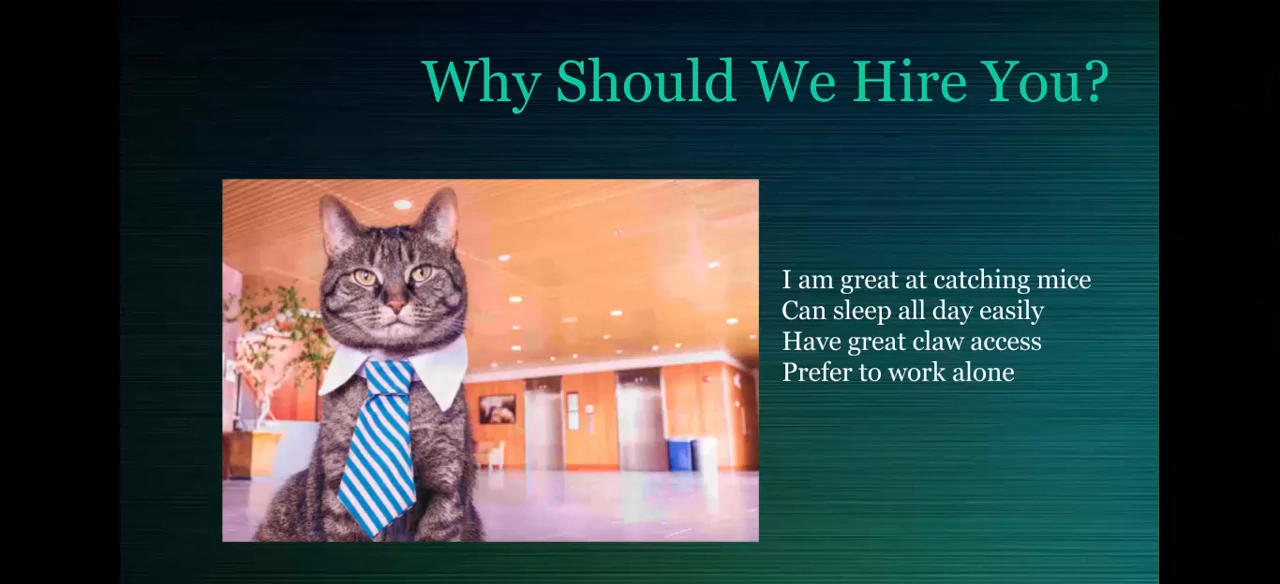 Why Should We Hire You?
I am great at catching mice
Can sleep all day easily
Have great claw access
Prefer to work alone